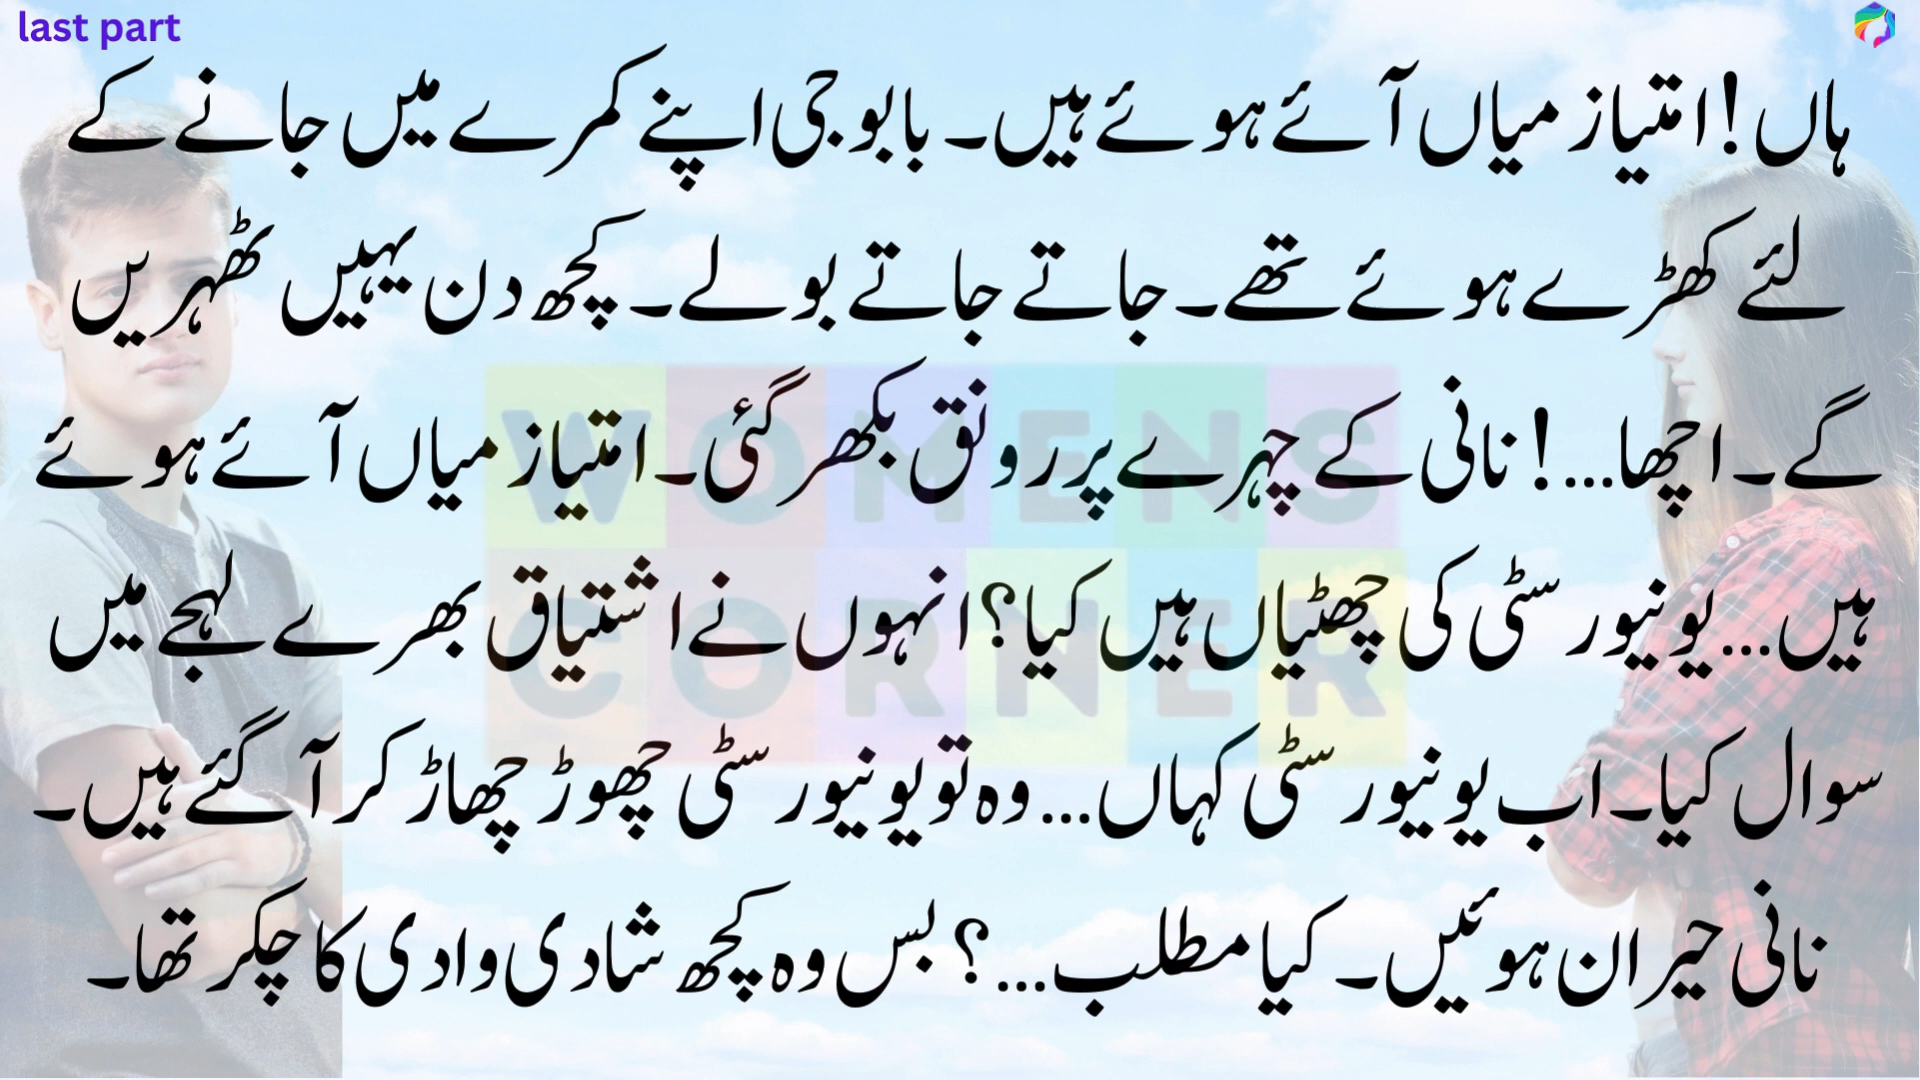 last part
ہاں! امتیاز میاں آئے ہوئے ہیں۔ بابو جی اپنے کمرے میں جانے کے
لئے کھڑے ہوئے تھے۔ جاتے جاتے بولے۔ کچھ دن یہیں ٹھہریں
گے۔ اچھا...! نانی کے چہرے پر رونق بکھر گئی۔ امتیاز میاں آئے ہوئے
ہیں... یونیورسٹی کی چھٹیاں ہیں کیا؟ انہوں نے اشتیاق بھرے لہجے میں
سوال کیا۔ اب یونیورسٹی کہاں... وہ تو یونیورسٹی چھوڑ چھاڑ کر آ گئے ہیں۔
نانی حیران ہوئیں۔ کیا مطلب...؟ بس وہ کچھ شادی وادی کا چکر تھا۔
WOMENS
CORNER